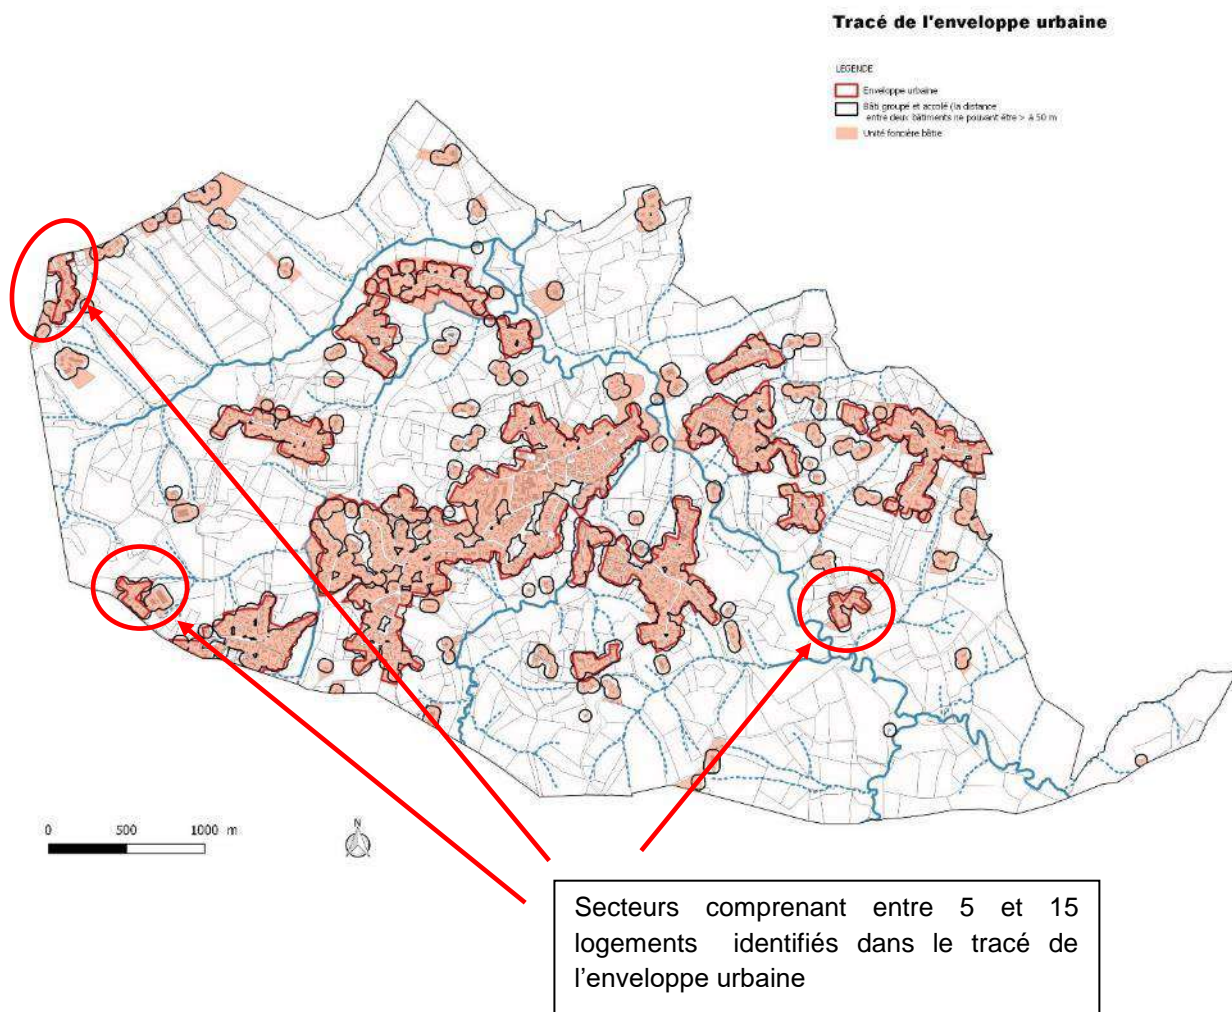 Tracé de l'enveloppe urbaine
LEGENDE
Enveloppe urbaine
Bâti groupé et accolé (la distance
entre deux bâtiments ne pouvant être > à 50 m
Unité foncière bâtie
0 500 1000 m
N
Secteurs comprenant entre 5 et 15
logements identifiés dans le tracé de
l’enveloppe urbaine